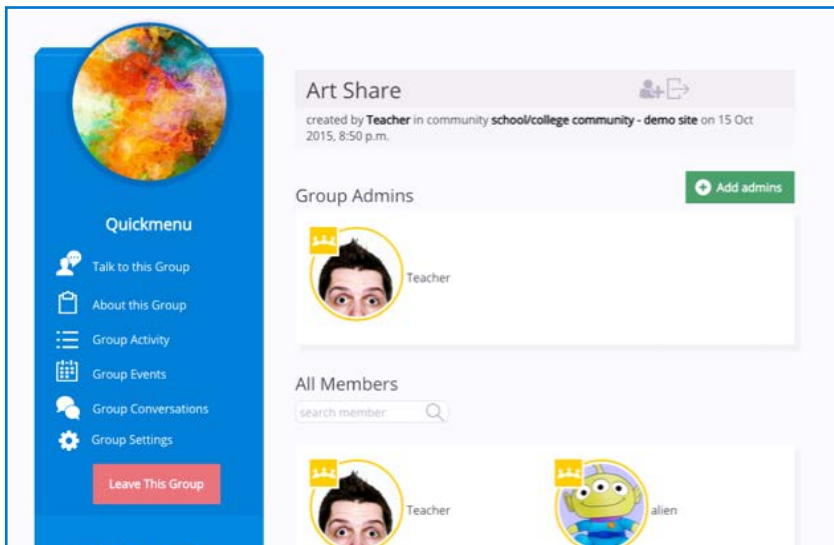 Art Share
created by Teacher in community school/college community - demo site on 15 Oct
2015, 8:50 p.m.
Group Admins
Add admins
Teacher
Quickmenu
Talk to this Group
About this Group
Group Activity
Group Events
Group Conversations
Group Settings
Leave This Group
All Members
search member
Teacher
alien